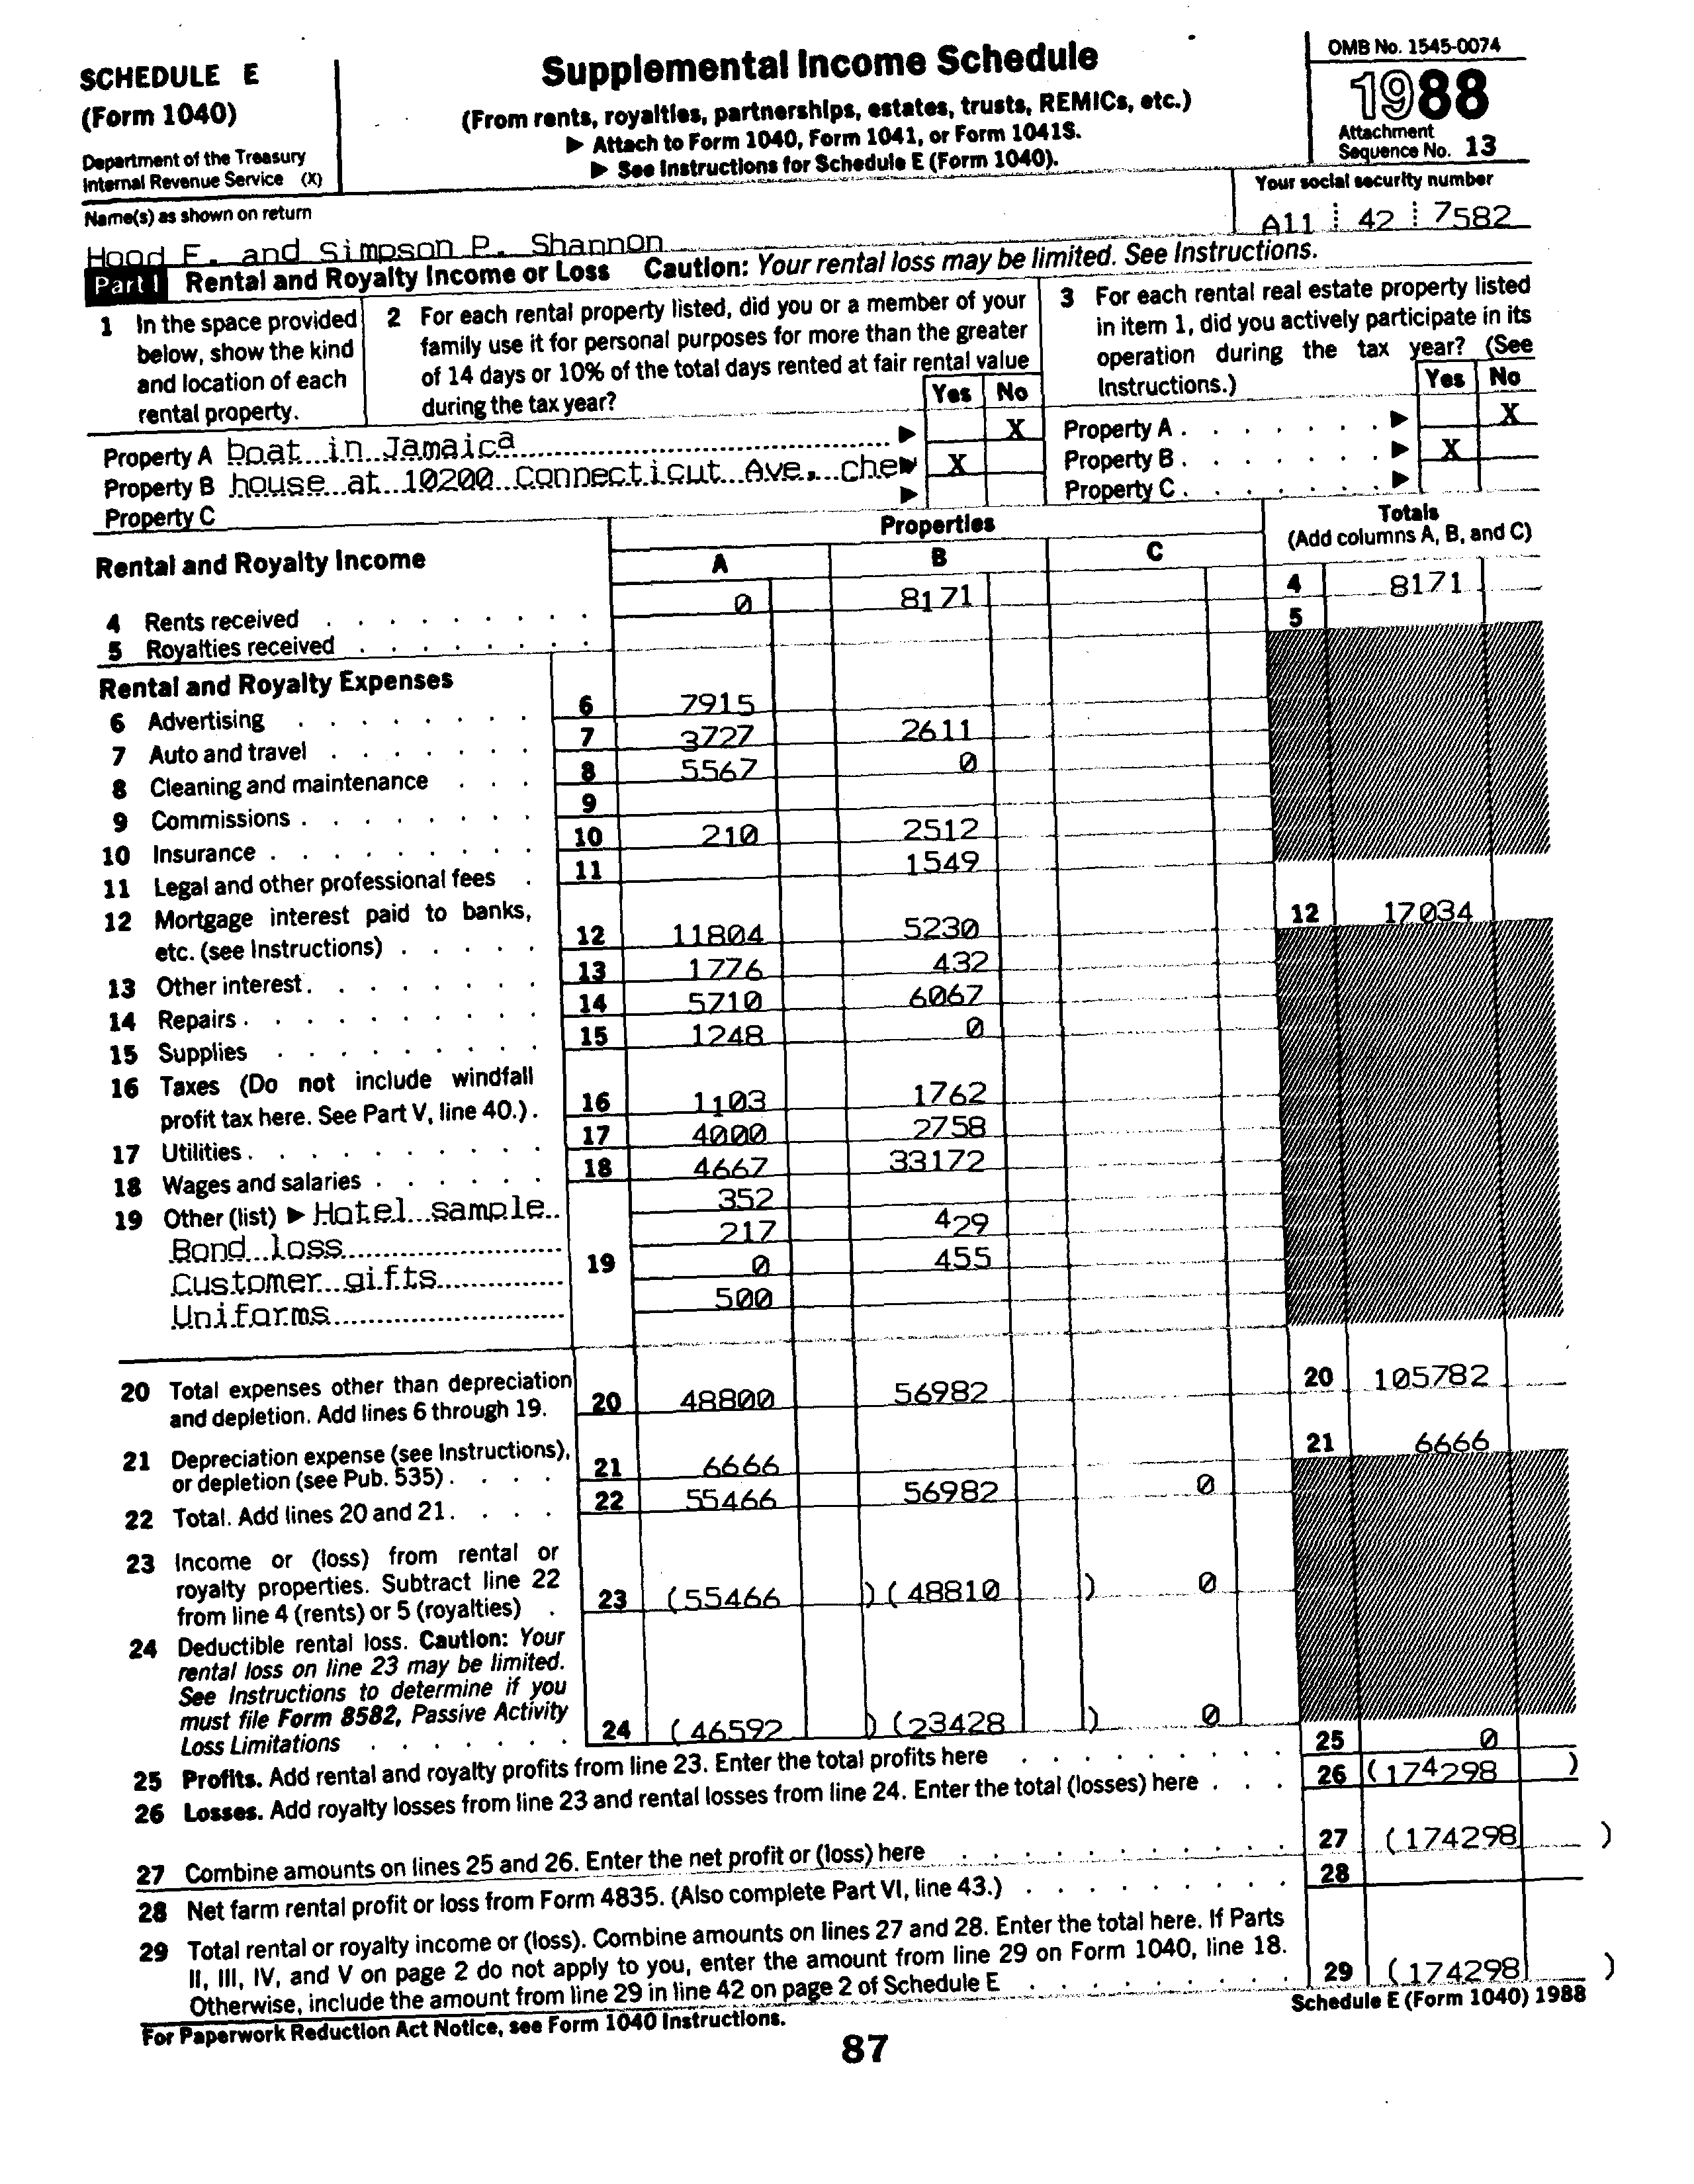 SCHEDULE E
(Form 1040)
Department of the Treasury
Internal Revenue Service (X)
Supplemental Income Schedule
(From rents, royalties, partnerships, estates, trusts, REMICs, etc.)
▶ Attach to Form 1040, Form 1041, or Form 1041S.
▶ See Instructions for Schedule E (Form 1040).
OMB No. 1545-0074
1988
Attachment
Sequence No. 13
Name(s) as shown on return
Your social security number
Hood E. and Simpson P. Shannon
A11 42 7582
Part I Rental and Royalty Income or Loss Caution: Your rental loss may be limited. See Instructions.
1 In the space provided
below, show the kind
and location of each
rental property.
2 For each rental property listed, did you or a member of your
family use it for personal purposes for more than the greater
of 14 days or 10% of the total days rented at fair rental value
during the tax year?
Yes No
3 For each rental real estate property listed
in item 1, did you actively participate in its
operation during the tax year? (See
Instructions.)
Yes No
Property A boat in Jamaica ▶ X
Property B house at 10200 Connecticut Ave, chev X
Property C ▶
Property A . . . . . . . ▶ X
Property B . . . . . . . ▶ X
Property C . . . . . . . ▶
Rental and Royalty Income
Properties
A B C
Totals
(Add columns A, B, and C)
4 Rents received . . . . . . . . . 0 8171 4 8171
5 Royalties received . . . . . . . . 5
Rental and Royalty Expenses
6 Advertising . . . . . . . . 6 7915
7 Auto and travel . . . . . . . 7 3727 2611
8 Cleaning and maintenance . . . 8 5567 0
9 Commissions . . . . . . . . 9
10 Insurance . . . . . . . . . 10 210 2512
11 Legal and other professional fees . 11 1549
12 Mortgage interest paid to banks,
etc. (see Instructions) . . . . . 12 11804 5230 12 17034
13 Other interest . . . . . . . . 13 1776 432
14 Repairs . . . . . . . . . . 14 5710 6067
15 Supplies . . . . . . . . . 15 1248 0
16 Taxes (Do not include windfall
profit tax here. See Part V, line 40.) . 16 1103 1762
17 Utilities . . . . . . . . . . 17 4000 2758
18 Wages and salaries . . . . . . 18 4667 33172
19 Other (list) ▶ Hotel sample 352
Bond loss 217 429
Customer gifts 19 0 455
Uniforms 500
20 Total expenses other than depreciation
and depletion. Add lines 6 through 19. 20 48800 56982 20 105782
21 Depreciation expense (see Instructions),
or depletion (see Pub. 535) . . . . 21 6666 21 6666
22 Total. Add lines 20 and 21 . . . . 22 55466 56982 0
23 Income or (loss) from rental or
royalty properties. Subtract line 22
from line 4 (rents) or 5 (royalties) . 23 (55466 ) (48810 ) 0
24 Deductible rental loss. Caution: Your
rental loss on line 23 may be limited.
See Instructions to determine if you
must file Form 8582, Passive Activity
Loss Limitations . . . . . . . 24 (46592 ) (23428 ) 0
25 Profits. Add rental and royalty profits from line 23. Enter the total profits here . . . . . . . . 25 0
26 Losses. Add royalty losses from line 23 and rental losses from line 24. Enter the total (losses) here . . . 26 (174298 )
27 Combine amounts on lines 25 and 26. Enter the net profit or (loss) here . . . . . . . . . . 27 (174298 )
28 Net farm rental profit or loss from Form 4835. (Also complete Part VI, line 43.) . . . . . . . . 28
29 Total rental or royalty income or (loss). Combine amounts on lines 27 and 28. Enter the total here. If Parts
II, III, IV, and V on page 2 do not apply to you, enter the amount from line 29 on Form 1040, line 18.
Otherwise, include the amount from line 29 in line 42 on page 2 of Schedule E . . . . . . . . . 29 (174298 )
For Paperwork Reduction Act Notice, see Form 1040 Instructions.
Schedule E (Form 1040) 1988
87